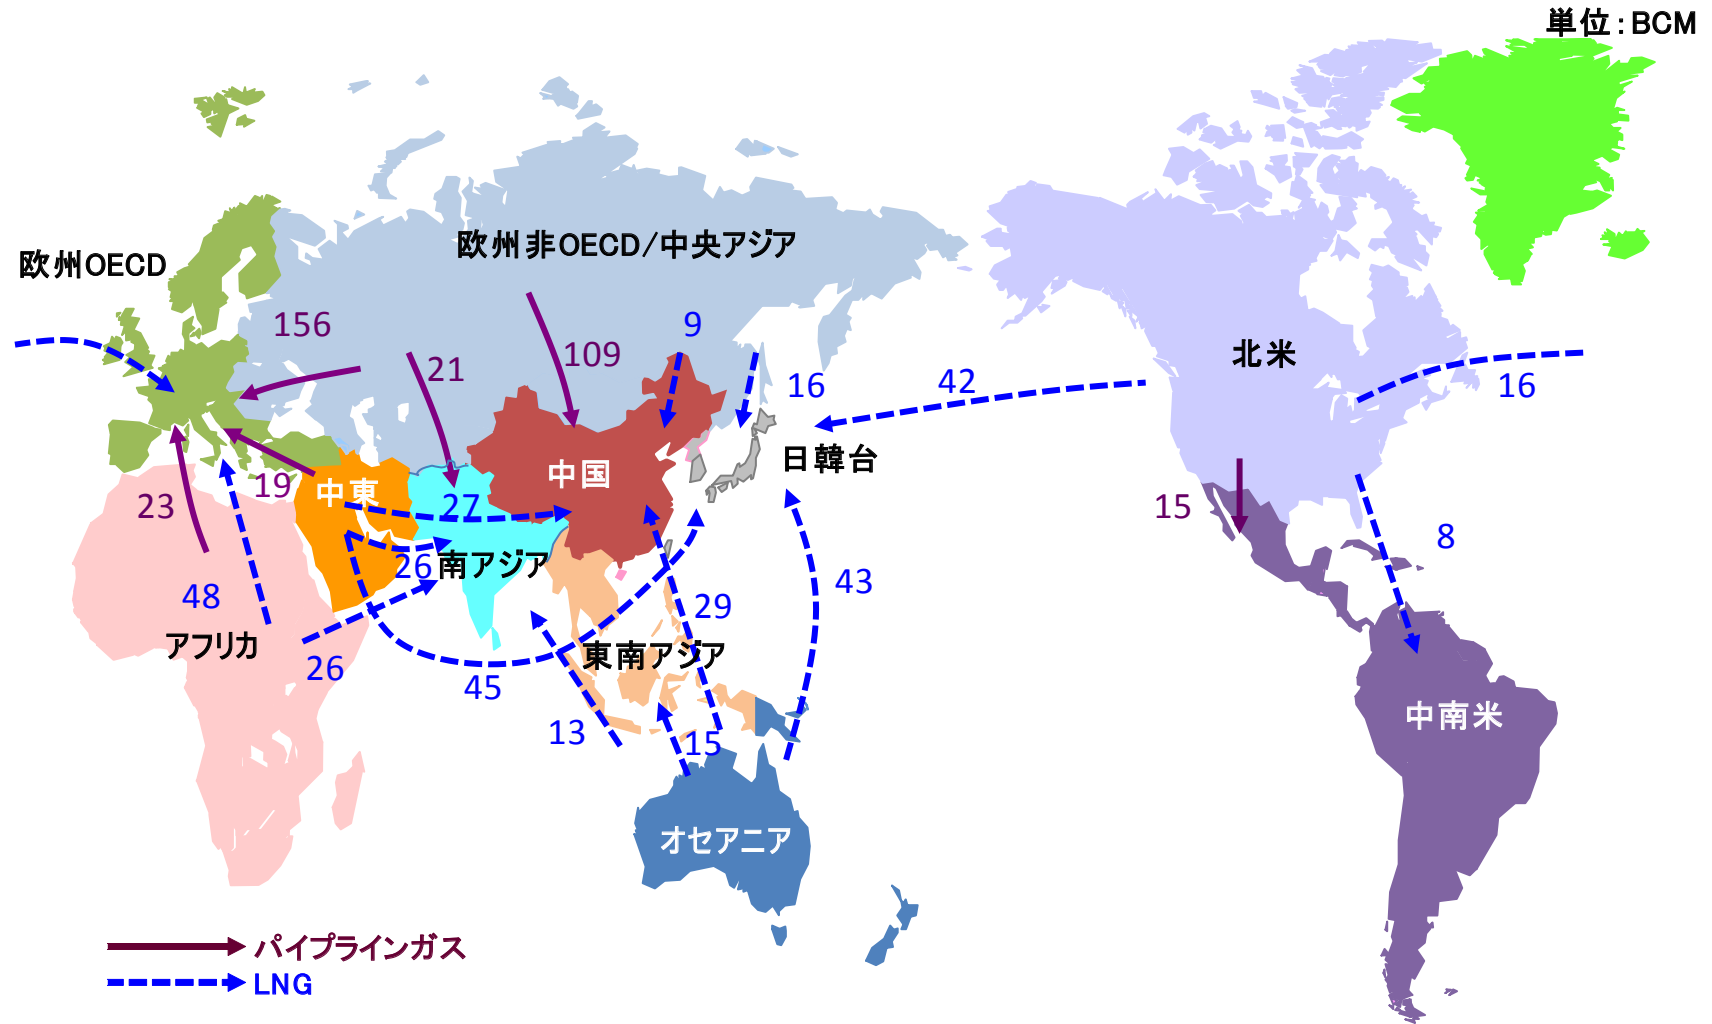 単位：BCM
欧州非OECD/中央アジア
欧州OECD
156
9
109
21
16
42
北米
16
日韓台
中国
中東
19
23
27
15
8
26
南アジア
43
48
29
アフリカ
東南アジア
26
45
中南米
13
15
オセアニア
パイプラインガス
LNG